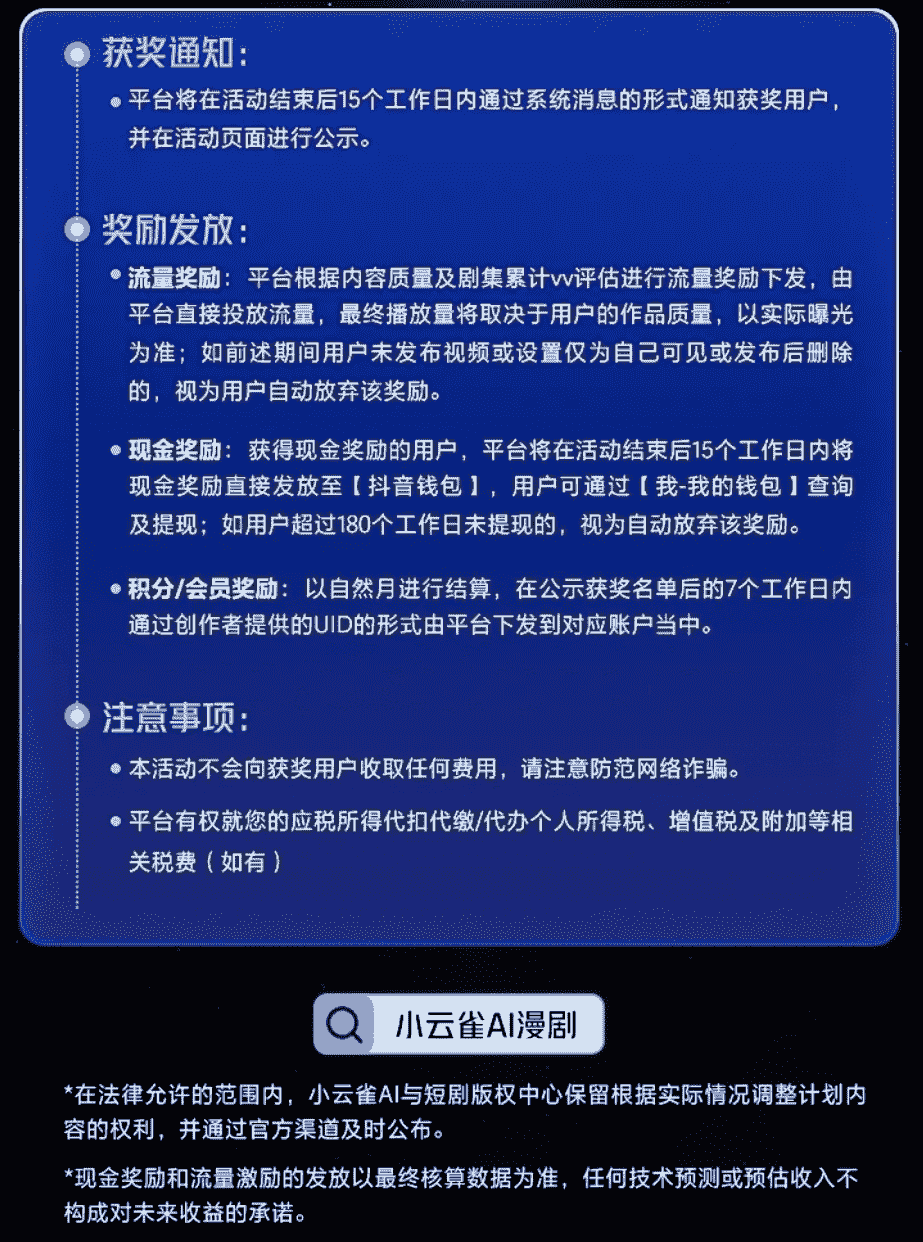 获奖通知：
平台将在活动结束后15个工作日内通过系统消息的形式通知获奖用户，
并在活动页面进行公示。
奖励发放：
流量奖励：平台根据内容质量及剧集累计vv评估进行流量奖励下发，由
平台直接投放流量，最终播放量将取决于用户的作品质量，以实际曝光
为准；如前述期间用户未发布视频或设置仅为自己可见或发布后删除
的，视为用户自动放弃该奖励。
现金奖励：获得现金奖励的用户，平台将在活动结束后15个工作日内将
现金奖励直接发放至【抖音钱包】，用户可通过【我-我的钱包】查询
及提现；如用户超过180个工作日未提现的，视为自动放弃该奖励。
积分/会员奖励：以自然月进行结算，在公示获奖名单后的7个工作日内
通过创作者提供的UID的形式由平台下发到对应账户当中。
注意事项：
本活动不会向获奖用户收取任何费用，请注意防范网络诈骗。
平台有权就您的应税所得代扣代缴/代办个人所得税、增值税及附加等相
关税费（如有）
小云雀AI漫剧
*在法律允许的范围内，小云雀AI与短剧版权中心保留根据实际情况调整计划内
容的权利，并通过官方渠道及时公布。
*现金奖励和流量激励的发放以最终核算数据为准，任何技术预测或预估收入不
构成对未来收益的承诺。